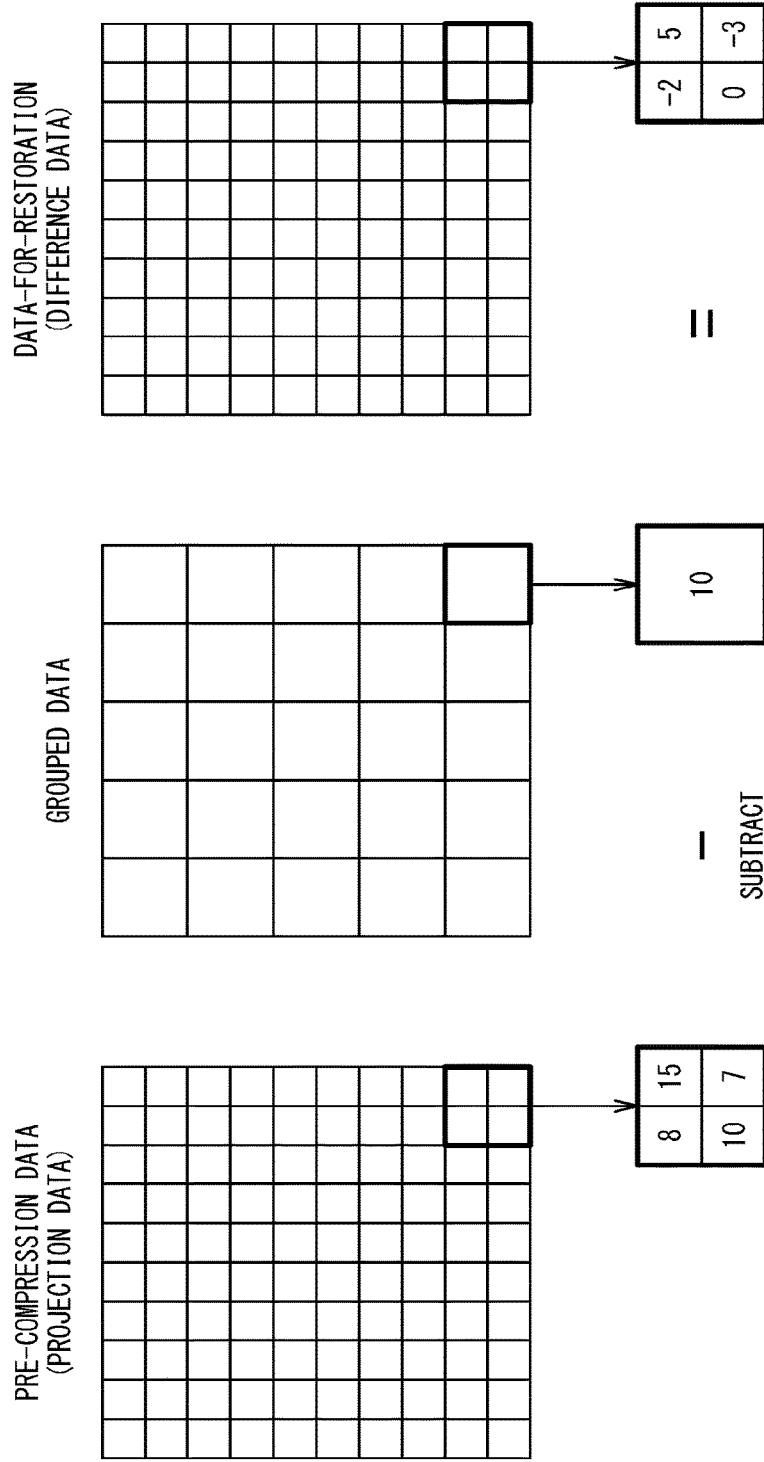 PRE-COMPRESSION DATA
(PROJECTION DATA)
8 15
10 7
GROUPED DATA
−
SUBTRACT
10
=
DATA-FOR-RESTORATION
(DIFFERENCE DATA)
-2 5
0 -3